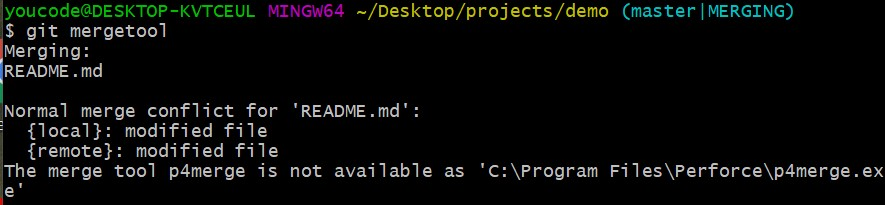 youcode@DESKTOP-KVTCEUL MINGW64 ~/Desktop/projects/demo (master|MERGING)
$ git mergetool
Merging:
README.md
Normal merge conflict for 'README.md':
  {local}: modified file
  {remote}: modified file
The merge tool p4merge is not available as 'C:\Program Files\Perforce\p4merge.ex
e'